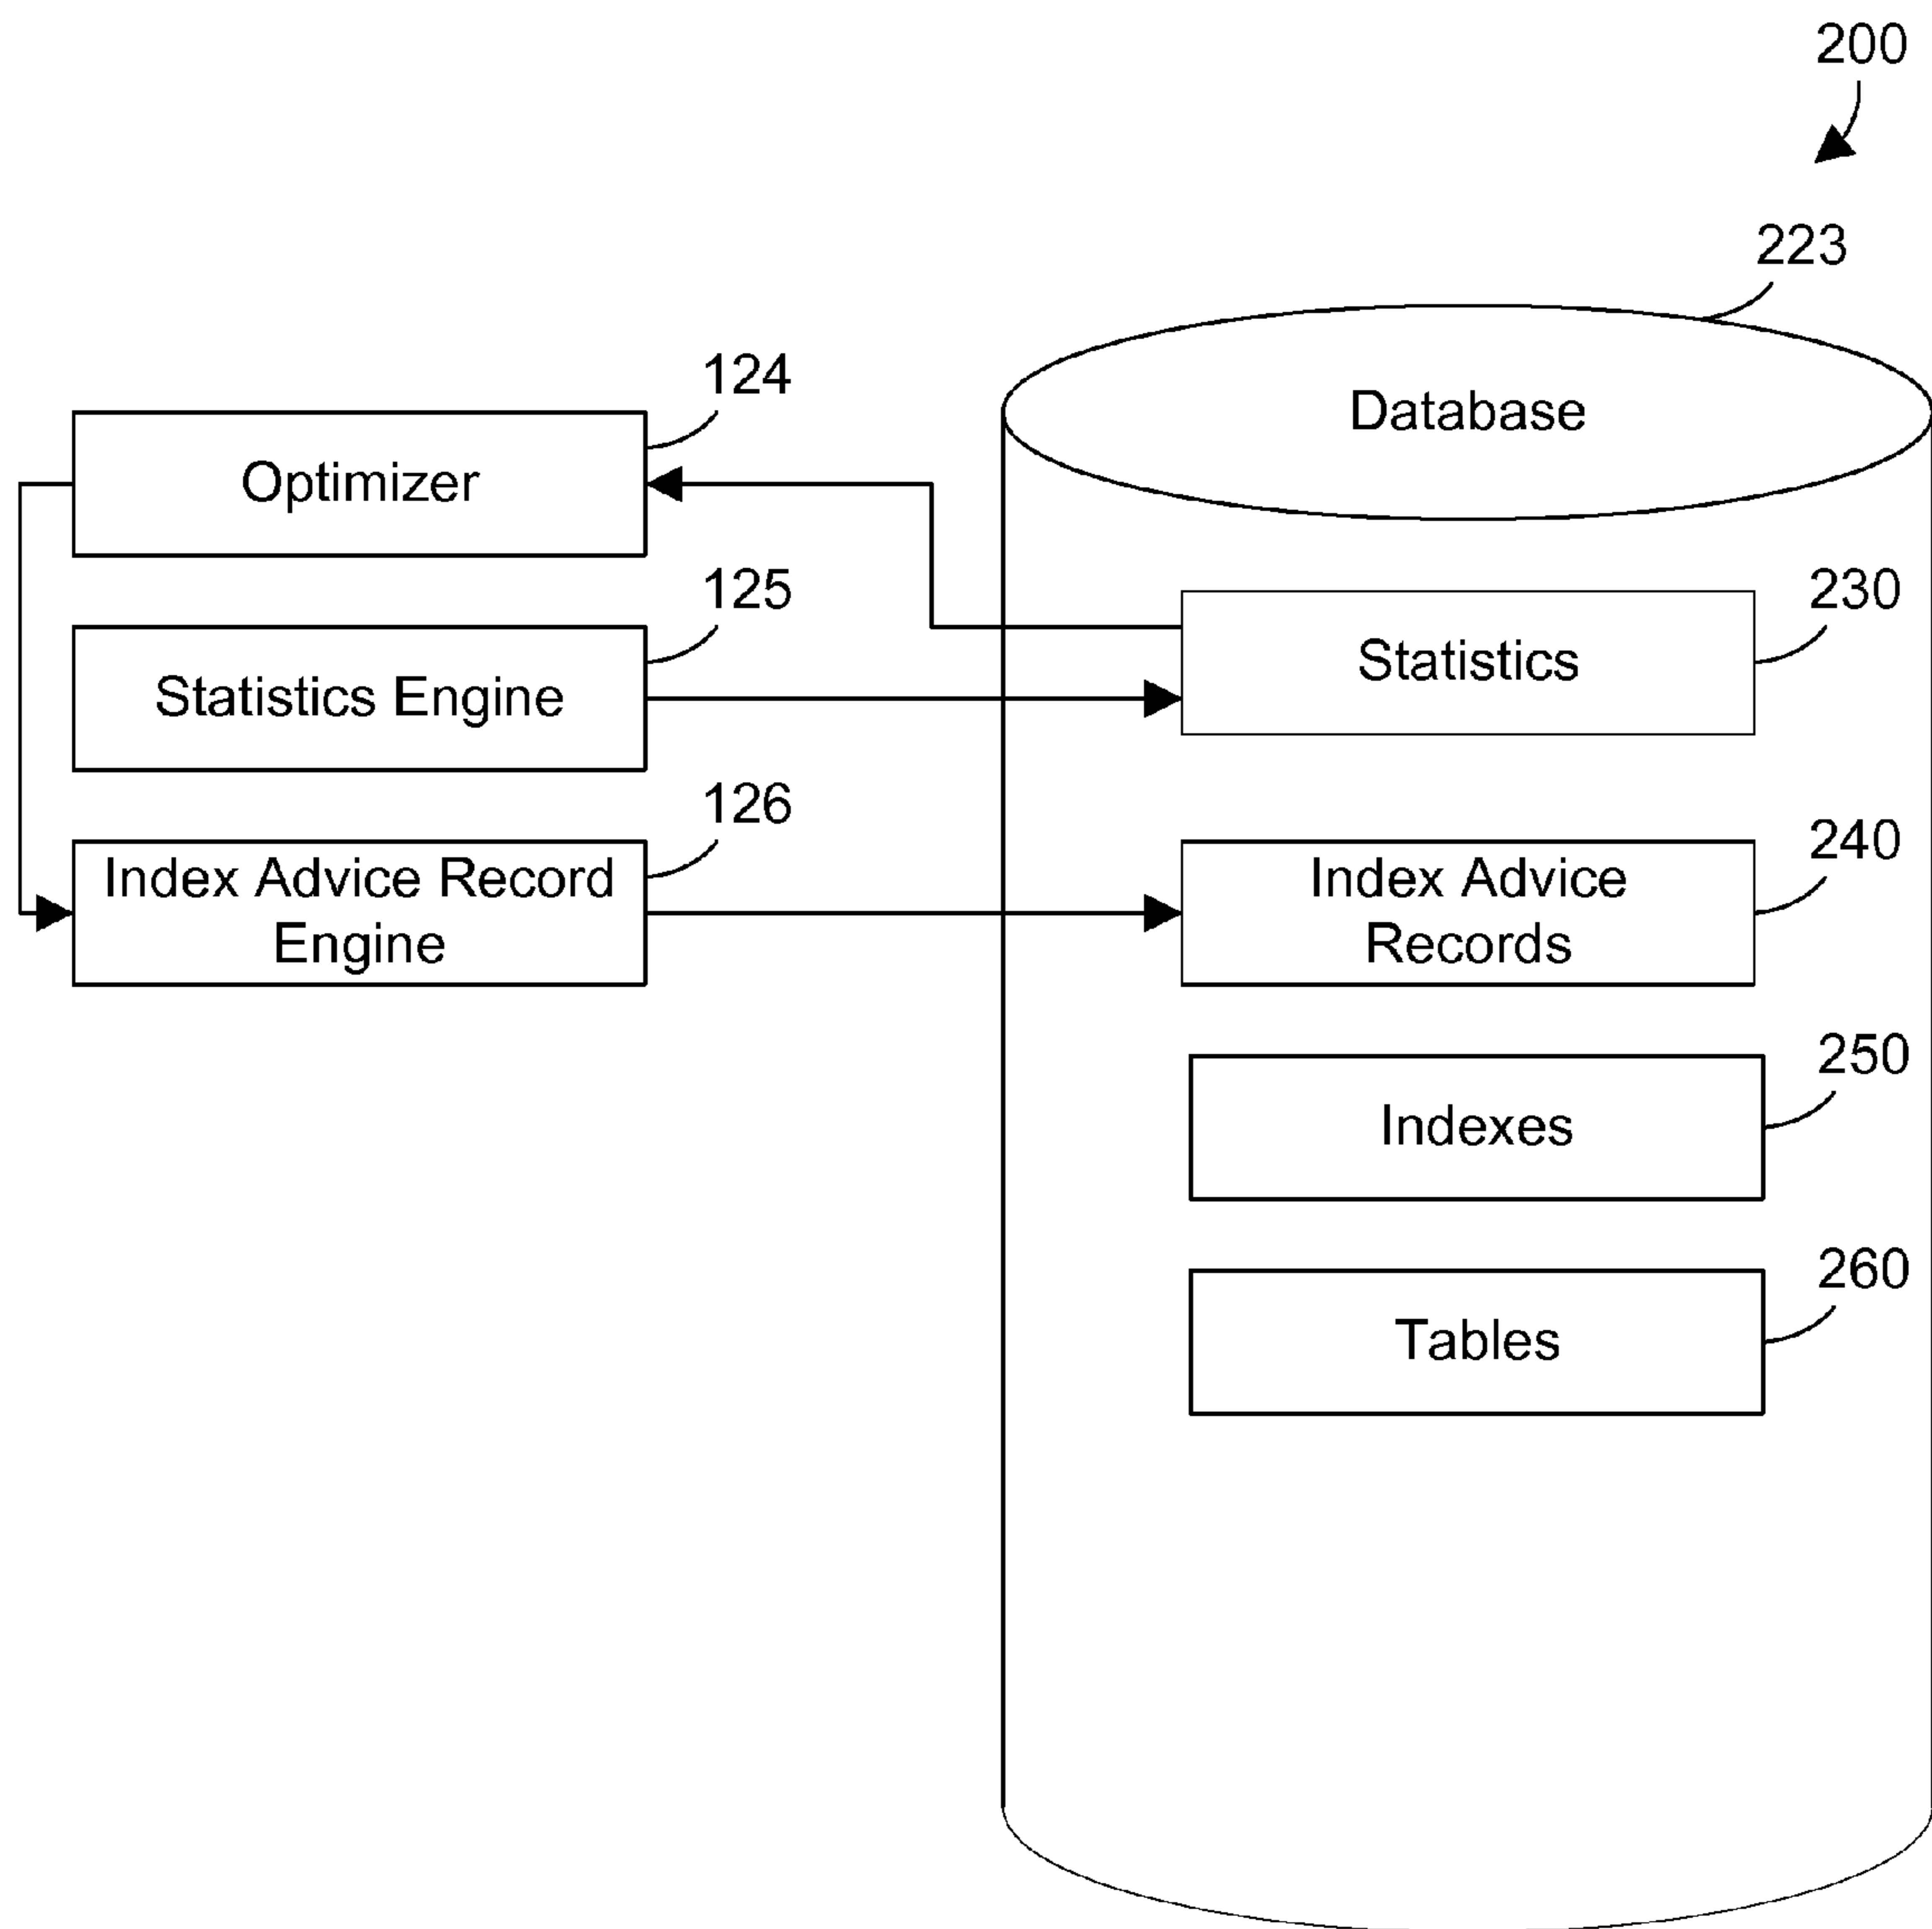 200
223
Database
124
Optimizer
125
230
Statistics
Statistics Engine
126
240
Index Advice Record
Engine
Index Advice
Records
250
Indexes
260
Tables